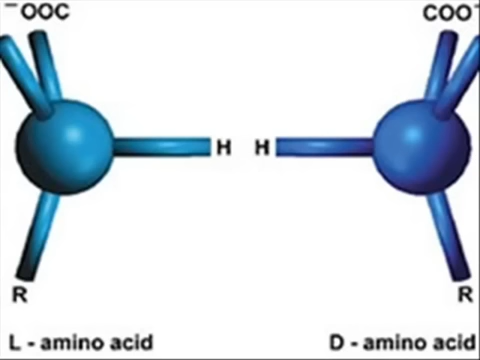 ⁻OOC
COO⁻
H
H
R
R
L - amino acid
D - amino acid